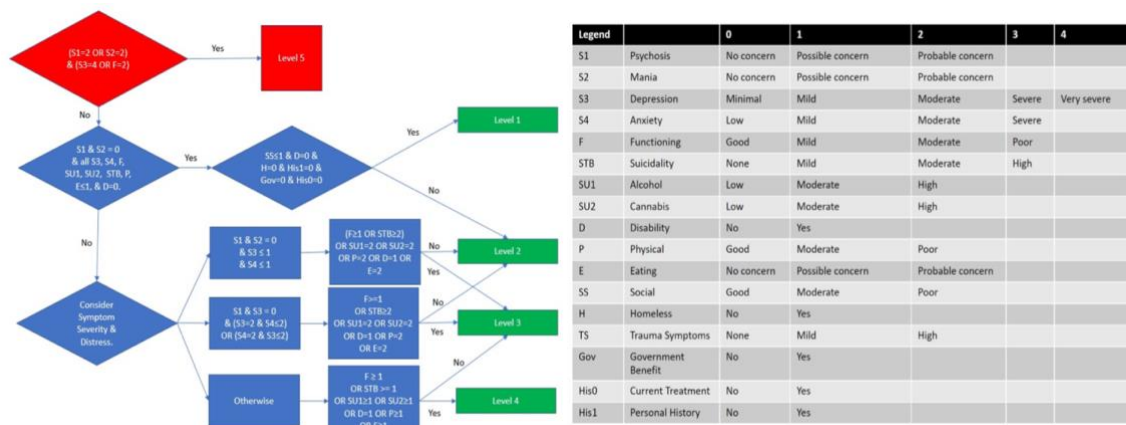 (S1=2 OR S2=2)
& (S3=4 OR F=2)
Yes
Level 5
No
S1 & S2 = 0
& all S3, S4, F,
SU1, SU2, STB, P,
E≤1, & D=0.
Yes
SS≤1 & D=0 &
H=0 & His1=0 &
Gov=0 & His0=0
Yes
Level 1
No
No
Consider
Symptom
Severity &
Distress.
S1 & S2 = 0
& S3 ≤ 1
& S4 ≤ 1
(F≥1 OR STB≥2)
OR SU1=2 OR SU2=2
OR P=2 OR D=1 OR
E=2
No
Yes
Level 2
S1 & S3 = 0
& (S3=2 & S4≤2)
OR (S4=2 & S3≤2)
F>=1
OR STB≥2
OR SU1=2 OR SU2=2
OR D=1 OR P=2
OR E=2
No
Yes
Level 3
Otherwise
F ≥ 1
OR STB >= 1
OR SU1≥1 OR SU2≥1
OR D=1 OR P≥1
No
Yes
Level 4
Legend 0 1 2 3 4
S1 Psychosis No concern Possible concern Probable concern
S2 Mania No concern Possible concern Probable concern
S3 Depression Minimal Mild Moderate Severe Very severe
S4 Anxiety Low Mild Moderate Severe
F Functioning Good Mild Moderate Poor
STB Suicidality None Mild Moderate High
SU1 Alcohol Low Moderate High
SU2 Cannabis Low Moderate High
D Disability No Yes
P Physical Good Moderate Poor
E Eating No concern Possible concern Probable concern
SS Social Good Moderate Poor
H Homeless No Yes
TS Trauma Symptoms None Mild High
Gov Government No Yes
Benefit
His0 Current Treatment No Yes
His1 Personal History No Yes